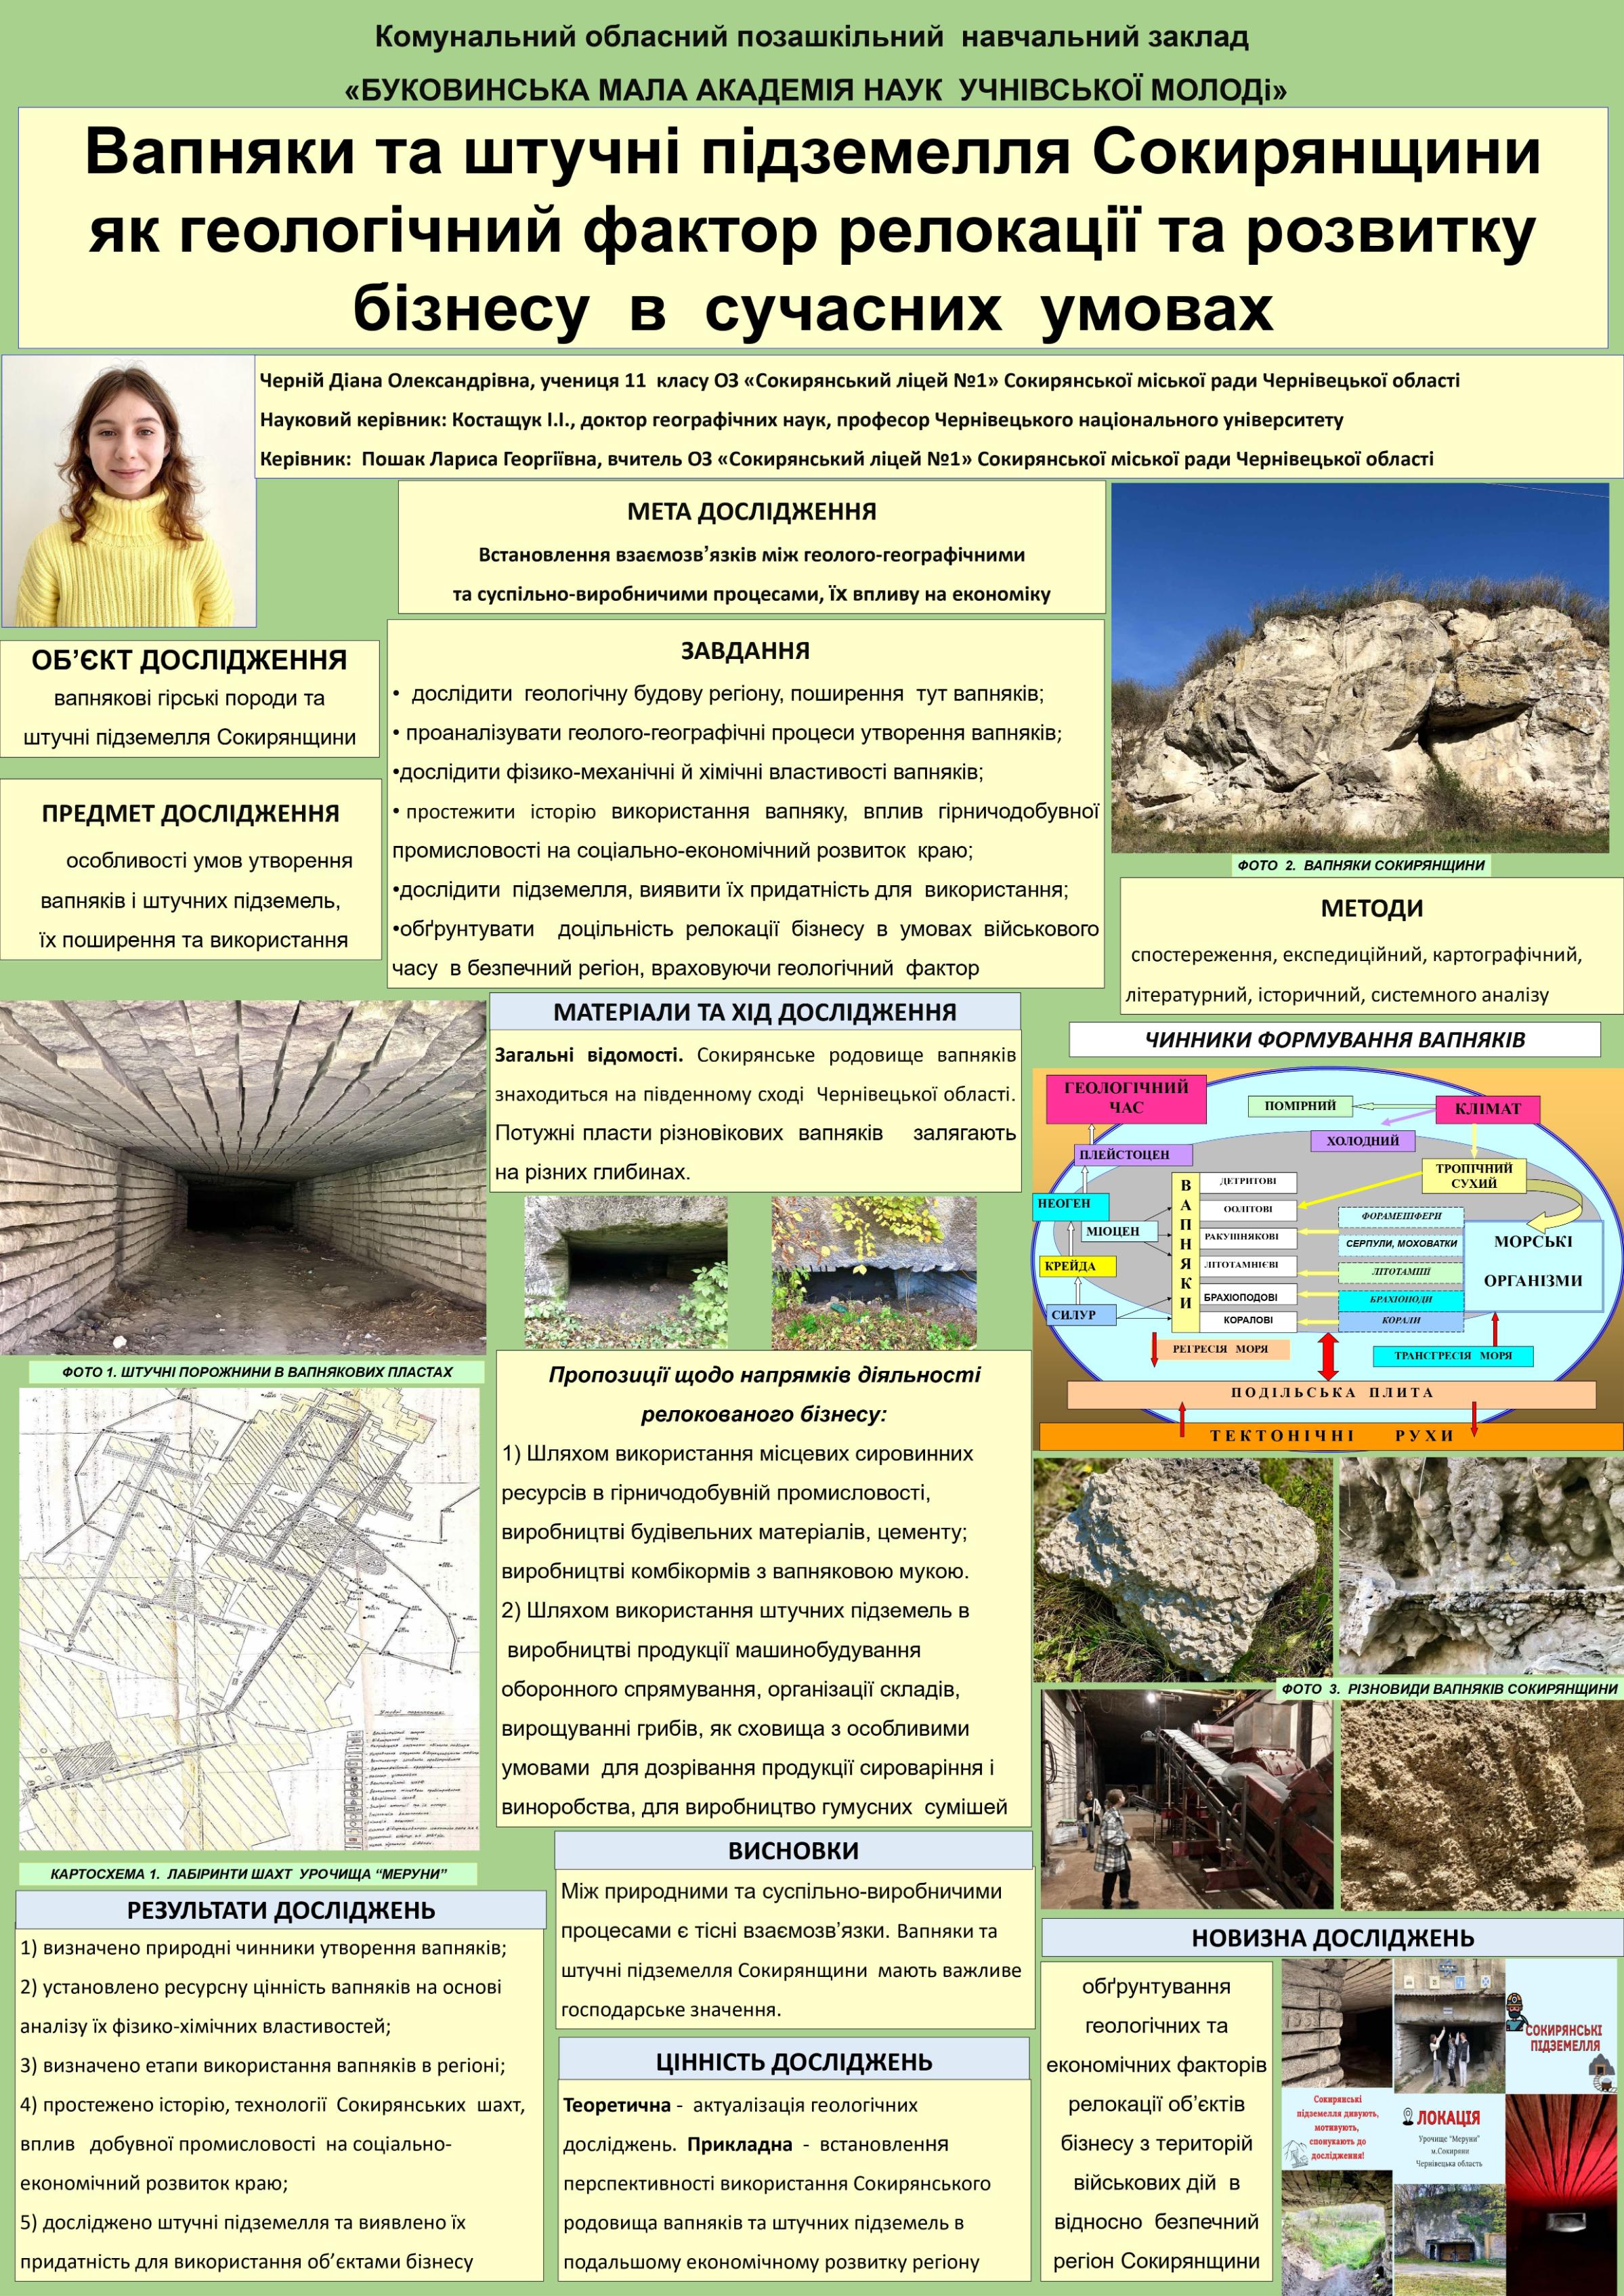 Комунальний обласний позашкільний навчальний заклад
«БУКОВИНСЬКА МАЛА АКАДЕМІЯ НАУК УЧНІВСЬКОЇ МОЛОДі»
Вапняки та штучні підземелля Сокирянщини
як геологічний фактор релокації та розвитку
бізнесу в сучасних умовах
Черній Діана Олександрівна, учениця 11 класу ОЗ «Сокирянський ліцей №1» Сокирянської міської ради Чернівецької області
Науковий керівник: Костащук І.І., доктор географічних наук, професор Чернівецького національного університету
Керівник: Пошак Лариса Георгіївна, вчитель ОЗ «Сокирянський ліцей №1» Сокирянської міської ради Чернівецької області
МЕТА ДОСЛІДЖЕННЯ
Встановлення взаємозв’язків між геолого-географічними
та суспільно-виробничими процесами, їх впливу на економіку
ОБ’ЄКТ ДОСЛІДЖЕННЯ
вапнякові гірські породи та
штучні підземелля Сокирянщини
ПРЕДМЕТ ДОСЛІДЖЕННЯ
особливості умов утворення
вапняків і штучних підземель,
їх поширення та використання
ЗАВДАННЯ
• дослідити геологічну будову регіону, поширення тут вапняків;
• проаналізувати геолого-географічні процеси утворення вапняків;
•дослідити фізико-механічні й хімічні властивості вапняків;
• простежити історію використання вапняку, вплив гірничодобувної
промисловості на соціально-економічний розвиток краю;
•дослідити підземелля, виявити їх придатність для використання;
•обґрунтувати доцільність релокації бізнесу в умовах військового
часу в безпечний регіон, враховуючи геологічний фактор
ФОТО 2. ВАПНЯКИ СОКИРЯНЩИНИ
МЕТОДИ
спостереження, експедиційний, картографічний,
літературний, історичний, системного аналізу
МАТЕРІАЛИ ТА ХІД ДОСЛІДЖЕННЯ
Загальні відомості. Сокирянське родовище вапняків
знаходиться на південному сході Чернівецької області.
Потужні пласти різновікових вапняків залягають
на різних глибинах.
ЧИННИКИ ФОРМУВАННЯ ВАПНЯКІВ
ГЕОЛОГІЧНИЙ
ЧАС
ПОМІРНИЙ
КЛІМАТ
ХОЛОДНИЙ
ПЛЕЙСТОЦЕН
ТРОПІЧНИЙ
СУХИЙ
НЕОГЕН
МІОЦЕН
КРЕЙДА
СИЛУР
ВАПНЯКИ
ДЕТРИТОВІ
ООЛІТОВІ
РАКУШНЯКОВІ
ЛІТОТАМНІЄВІ
БРАХІОПОДОВІ
КОРАЛОВІ
ФОРАМЕНІФЕРИ
СЕРПУЛИ, МОХОВАТКИ
ЛІТОТАМНІЇ
БРАХІОПОДИ
КОРАЛИ
МОРСЬКІ
ОРГАНІЗМИ
РЕГРЕСІЯ МОРЯ
ТРАНСГРЕСІЯ МОРЯ
ПОДІЛЬСЬКА ПЛИТА
ТЕКТОНІЧНІ РУХИ
ФОТО 1. ШТУЧНІ ПОРОЖНИНИ В ВАПНЯКОВИХ ПЛАСТАХ
Пропозиції щодо напрямків діяльності
релокованого бізнесу:
1) Шляхом використання місцевих сировинних
ресурсів в гірничодобувній промисловості,
виробництві будівельних матеріалів, цементу;
виробництві комбікормів з вапняковою мукою.
2) Шляхом використання штучних підземель в
виробництві продукції машинобудування
оборонного спрямування, організації складів,
вирощуванні грибів, як сховища з особливими
умовами для дозрівання продукції сироваріння і
виноробства, для виробництво гумусних сумішей
ФОТО 3. РІЗНОВИДИ ВАПНЯКІВ СОКИРЯНЩИНИ
КАРТОСХЕМА 1. ЛАБІРИНТИ ШАХТ УРОЧИЩА “МЕРУНИ”
РЕЗУЛЬТАТИ ДОСЛІДЖЕНЬ
1) визначено природні чинники утворення вапняків;
2) установлено ресурсну цінність вапняків на основі
аналізу їх фізико-хімічних властивостей;
3) визначено етапи використання вапняків в регіоні;
4) простежено історію, технології Сокирянських шахт,
вплив добувної промисловості на соціально-
економічний розвиток краю;
5) досліджено штучні підземелля та виявлено їх
придатність для використання об’єктами бізнесу
ВИСНОВКИ
Між природними та суспільно-виробничими
процесами є тісні взаємозв’язки. Вапняки та
штучні підземелля Сокирянщини мають важливе
господарське значення.
ЦІННІСТЬ ДОСЛІДЖЕНЬ
Теоретична - актуалізація геологічних
досліджень. Прикладна - встановлення
перспективності використання Сокирянського
родовища вапняків та штучних підземель в
подальшому економічному розвитку регіону
НОВИЗНА ДОСЛІДЖЕНЬ
обґрунтування
геологічних та
економічних факторів
релокації об’єктів
бізнесу з територій
військових дій в
відносно безпечний
регіон Сокирянщини
СОКИРЯНСЬКІ
ПІДЗЕМЕЛЛЯ
Сокирянські
підземелля дивують,
мотивують,
спонукають до
дослідження!
ЛОКАЦІЯ
Урочище "Меруни"
м.Сокиряни
Чернівецька область